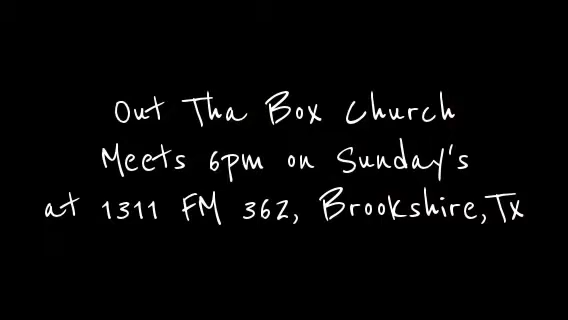 Out Tha Box Church
Meets 6pm on Sunday's
at 1311 FM 362, Brookshire, Tx